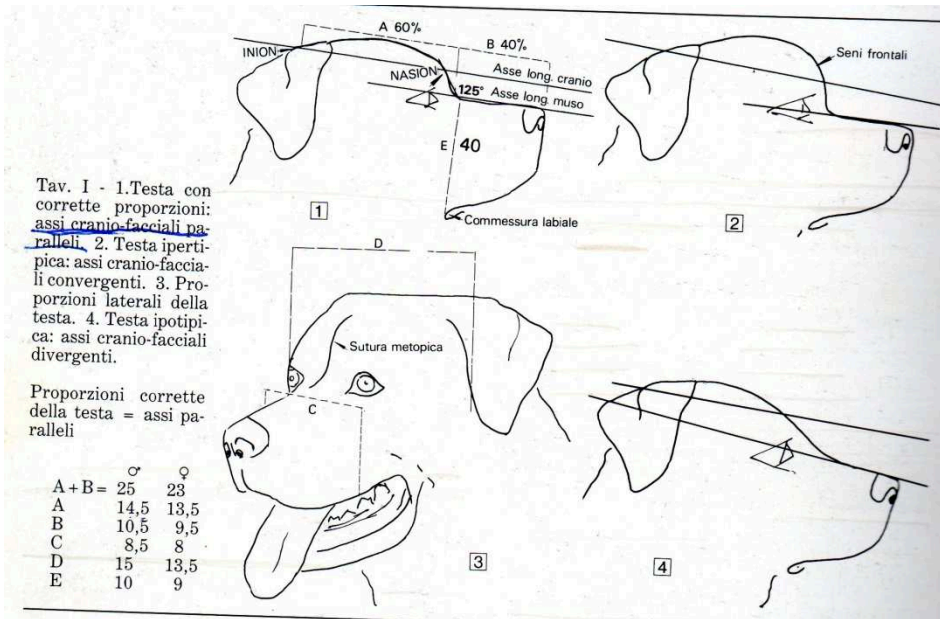 A 60%
B 40%
INION
NASION
Asse long. cranio
125° Asse long. muso
E 40
Commessura labiale
1
Seni frontali
2
Tav. I - 1.Testa con
corrette proporzioni:
assi cranio-facciali pa-
ralleli. 2. Testa iperti-
pica: assi cranio-faccia-
li convergenti. 3. Pro-
porzioni laterali della
testa. 4. Testa ipotipi-
ca: assi cranio-facciali
divergenti.
Proporzioni corrette
della testa = assi pa-
ralleli
♂ ♀
A + B = 25 23
A 14,5 13,5
B 10,5 9,5
C 8,5 8
D 15 13,5
E 10 9
D
Sutura metopica
C
3
4